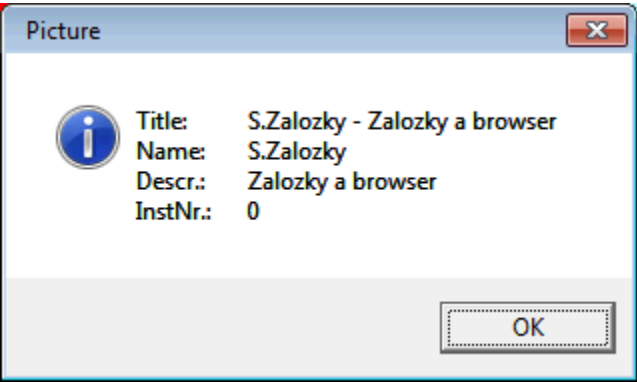 Picture
Title: S.Zalozky - Zalozky a browser
Name: S.Zalozky
Descr.: Zalozky a browser
InstNr.: 0
OK